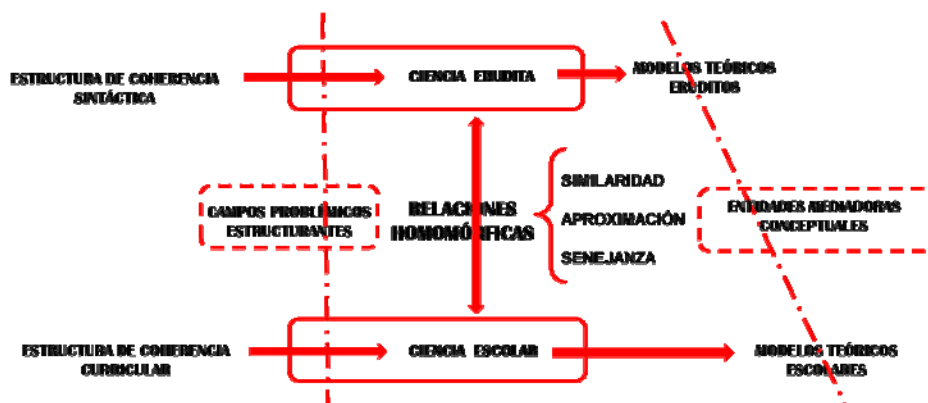 ESTRUCTURA DE COHERENCIA
SINTÁCTICA
CIENCIA ERUDITA
MODELOS TEÓRICOS
ERUDITOS
CAMPOS PROBLÉMICOS
ESTRUCTURANTES
RELACIONES
HOMOMÓRFICAS
SIMILARIDAD
APROXIMACIÓN
SENEJANZA
ENTIDADES MEDIADORAS
CONCEPTUALES
ESTRUCTURA DE COHERENCIA
CURRICULAR
CIENCIA ESCOLAR
MODELOS TEÓRICOS
ESCOLARES